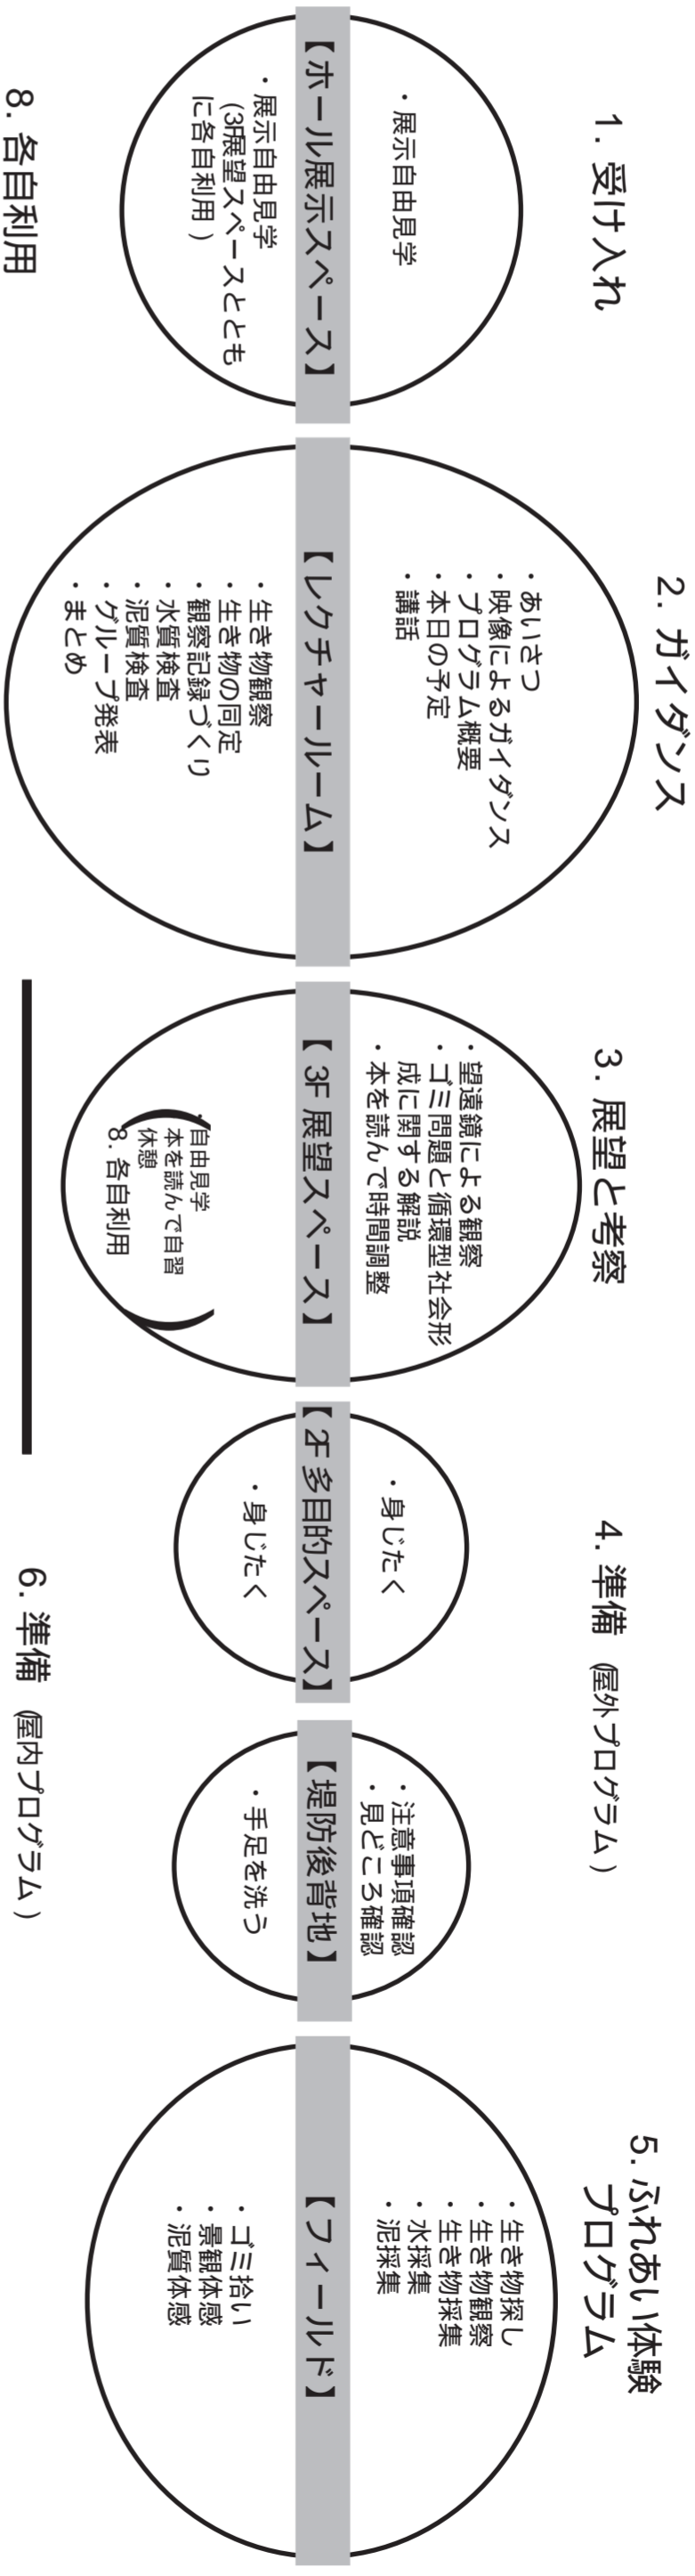 1. 受け入れ
・展示自由見学
【ホール展示スペース】
・展示自由見学
(3F展望スペースととも
に各自利用)
8. 各自利用
2. ガイダンス
・あいさつ
・映像によるガイダンス
・プログラム概要
・本日の予定
・講話
【レクチャールーム】
・生き物観察
・生き物の同定
・観察記録づくり
・水質検査
・泥質検査
・グループ発表
・まとめ
3. 展望と考察
・望遠鏡による観察
・ゴミ問題と循環型社会形
成に関する解説
・本を読んで時間調整
【3F 展望スペース】
・自由見学
本を読んで自習
休憩
8. 各自利用
4. 準備 (屋外プログラム)
・身じたく
【2F 多目的スペース】
・身じたく
6. 準備 (屋内プログラム)
・注意事項確認
・見どころ確認
【堤防後背地】
・手足を洗う
5. ふれあい体験
プログラム
・生き物探し
・生き物観察
・生き物採集
・水採集
・泥採集
【フィールド】
・ゴミ拾い
・景観体感
・泥質体感